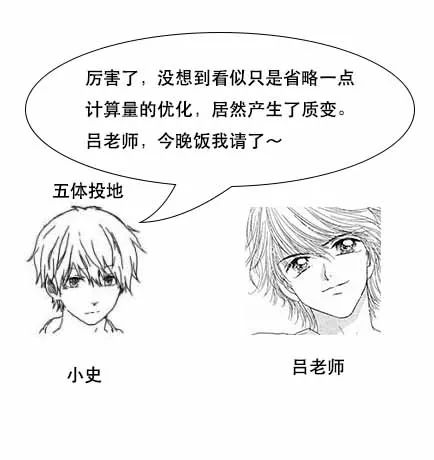 厉害了，没想到看似只是省略一点
计算量的优化，居然产生了质变。
吕老师，今晚饭我请了～
五体投地
小史
吕老师